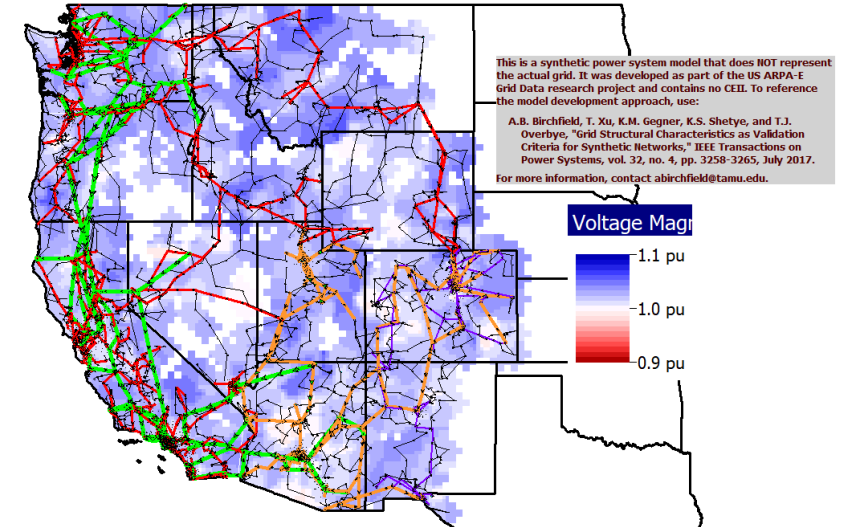 This is a synthetic power system model that does NOT represent
the actual grid. It was developed as part of the US ARPA-E
Grid Data research project and contains no CEII. To reference
the model development approach, use:
A.B. Birchfield, T. Xu, K.M. Gegner, K.S. Shetye, and T.J.
Overbye, "Grid Structural Characteristics as Validation
Criteria for Synthetic Networks," IEEE Transactions on
Power Systems, vol. 32, no. 4, pp. 3258-3265, July 2017.
For more information, contact abirchfield@tamu.edu.
Voltage Magr
1.1 pu
1.0 pu
0.9 pu